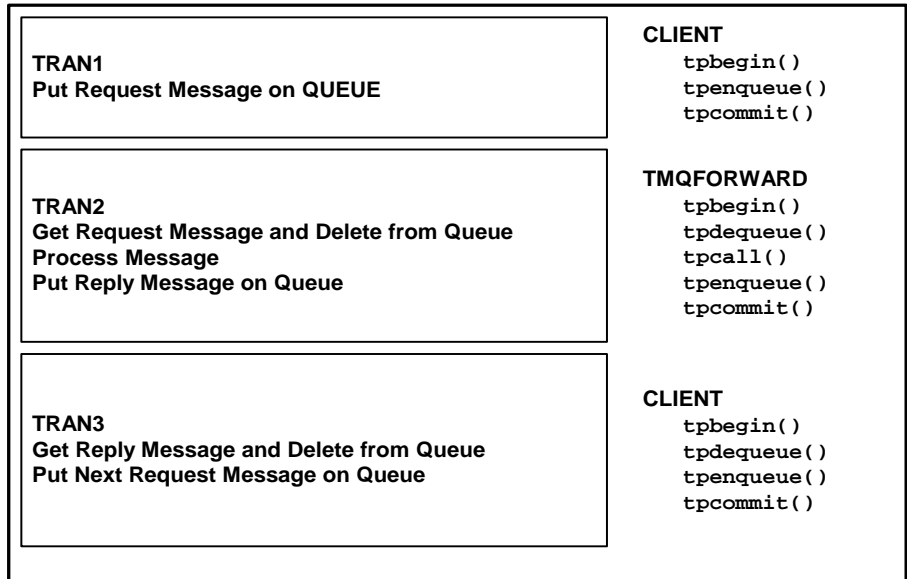 TRAN1
Put Request Message on QUEUE
CLIENT
tpbegin()
tpenqueue()
tpcommit()
TRAN2
Get Request Message and Delete from Queue
Process Message
Put Reply Message on Queue
TMQFORWARD
tpbegin()
tpdequeue()
tpcall()
tpenqueue()
tpcommit()
TRAN3
Get Reply Message and Delete from Queue
Put Next Request Message on Queue
CLIENT
tpbegin()
tpdequeue()
tpenqueue()
tpcommit()